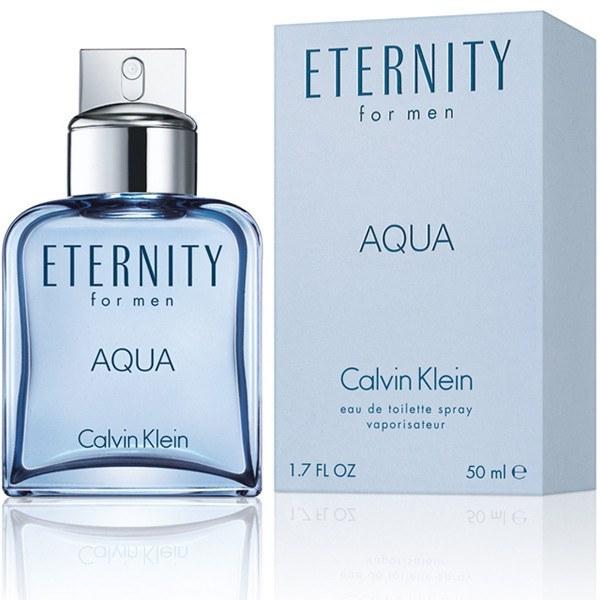 ETERNITY
for men
AQUA
Calvin Klein
ETERNITY
for men
AQUA
Calvin Klein
eau de toilette spray
vaporisateur
1.7 FL OZ 50 ml ℮